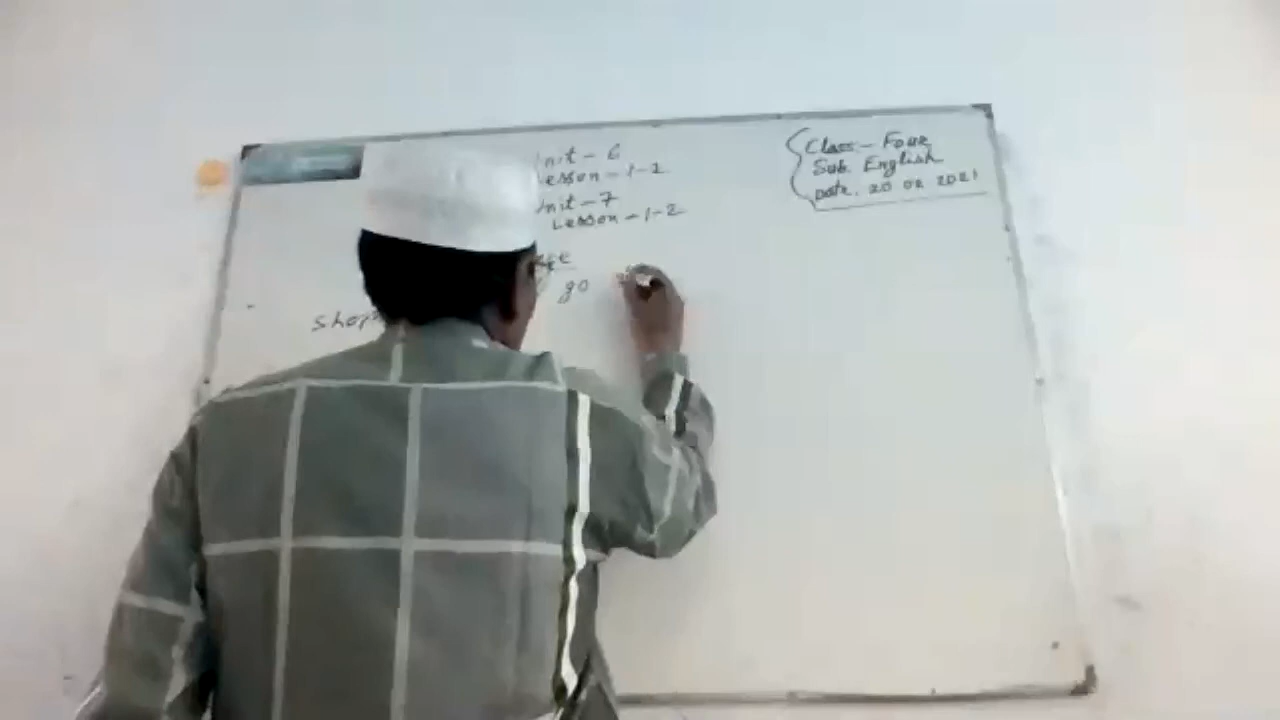 Unit - 6
Lesson - 1-2
Unit - 7
Lesson - 1-2
go
Shop
Class - Four
Sub. English
Date. 20 02 2021